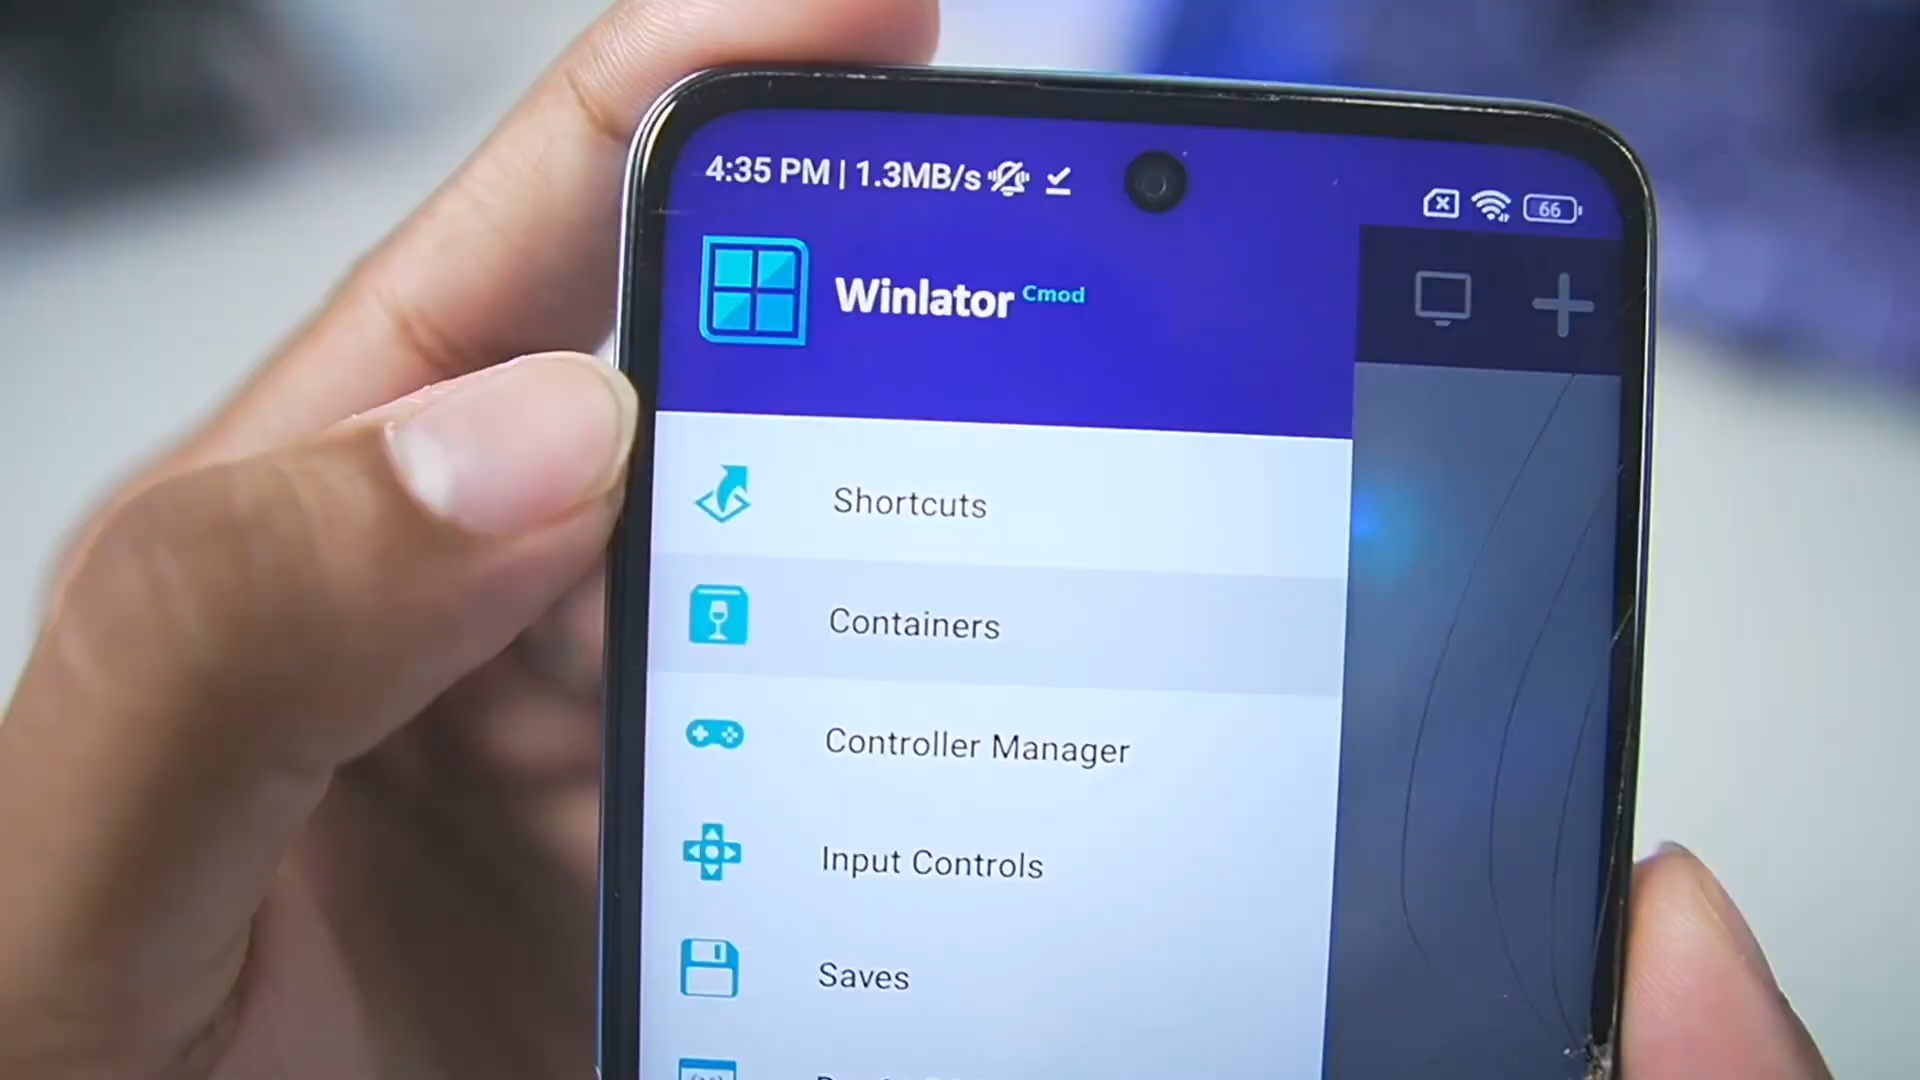 4:35 PM | 1.3MB/s
66
Winlator Cmod
Shortcuts
Containers
Controller Manager
Input Controls
Saves